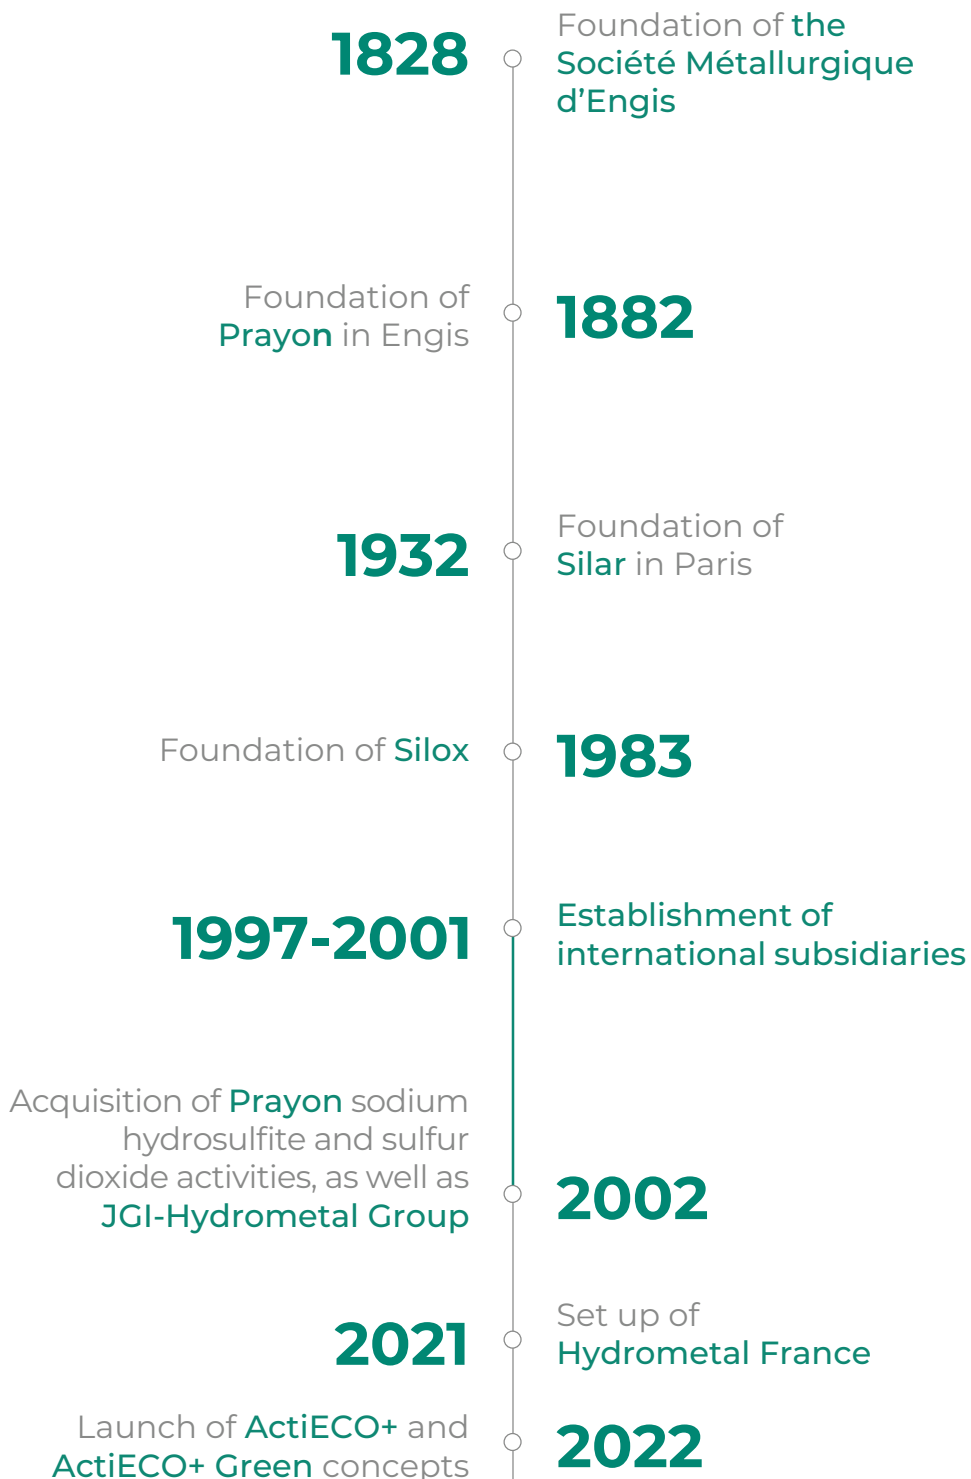 1828
Foundation of the
Société Métallurgique
d’Engis
Foundation of
Prayon in Engis
1882
1932
Foundation of
Silar in Paris
Foundation of Silox
1983
1997-2001
Establishment of
international subsidiaries
Acquisition of Prayon sodium
hydrosulfite and sulfur
dioxide activities, as well as
JGI-Hydrometal Group
2002
2021
Set up of
Hydrometal France
Launch of ActiECO+ and
ActiECO+ Green concepts
2022